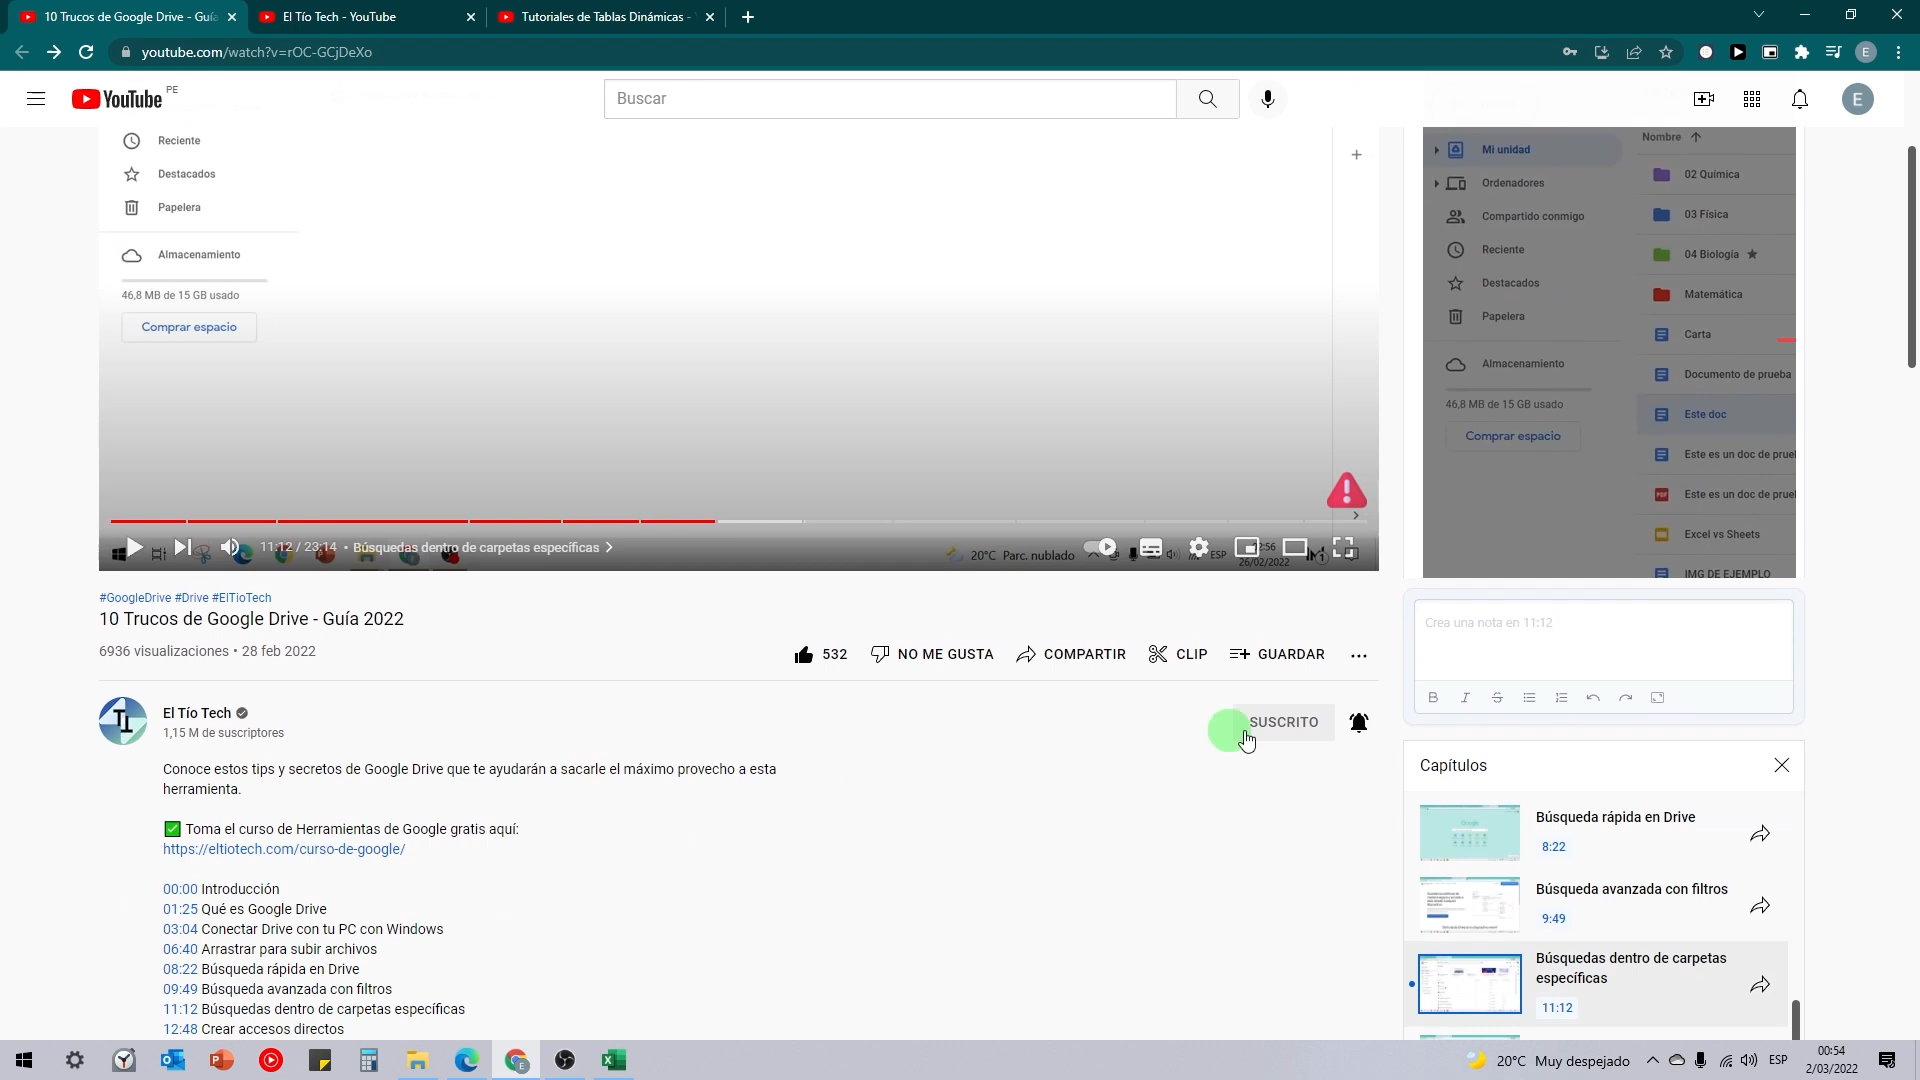 10 Trucos de Google Drive - Guía
El Tío Tech - YouTube
Tutoriales de Tablas Dinámicas -
youtube.com/watch?v=rOC-GCjDeXo
E
YouTube PE
Buscar
E
Reciente
Destacados
Papelera
Almacenamiento
46,8 MB de 15 GB usado
Comprar espacio
11:12 / 23:14 • Búsquedas dentro de carpetas específicas
20°C Parc. nublado
ESP
12:56
26/02/2022
Nombre
Mi unidad
Ordenadores
Compartido conmigo
Reciente
Destacados
Papelera
Almacenamiento
46,8 MB de 15 GB usado
Comprar espacio
02 Química
03 Física
04 Biología
Matemática
Carta
Documento de prueba
Este doc
Este es un doc de prue
PDF
Este es un doc de prue
Excel vs Sheets
IMG DE EJEMPLO
#GoogleDrive #Drive #ElTioTech
10 Trucos de Google Drive - Guía 2022
6936 visualizaciones • 28 feb 2022
532
NO ME GUSTA
COMPARTIR
CLIP
GUARDAR
El Tío Tech
1,15 M de suscriptores
SUSCRITO
Conoce estos tips y secretos de Google Drive que te ayudarán a sacarle el máximo provecho a esta
herramienta.
Toma el curso de Herramientas de Google gratis aquí:
https://eltiotech.com/curso-de-google/
00:00 Introducción
01:25 Qué es Google Drive
03:04 Conectar Drive con tu PC con Windows
06:40 Arrastrar para subir archivos
08:22 Búsqueda rápida en Drive
09:49 Búsqueda avanzada con filtros
11:12 Búsquedas dentro de carpetas específicas
12:48 Crear accesos directos
Crea una nota en 11:12
B I S
Capítulos
Búsqueda rápida en Drive
8:22
Búsqueda avanzada con filtros
9:49
Búsquedas dentro de carpetas
específicas
11:12
20°C Muy despejado
ESP
00:54
2/03/2022